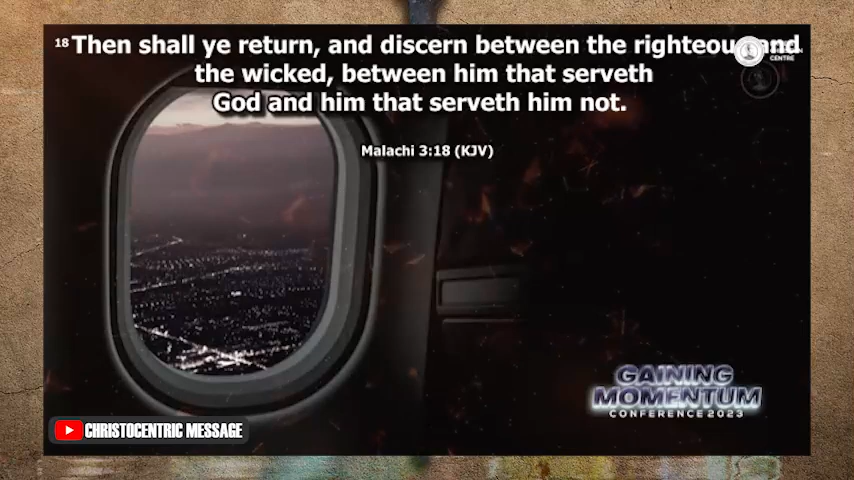 18 Then shall ye return, and discern between the righteous and
the wicked, between him that serveth
God and him that serveth him not.
Malachi 3:18 (KJV)
CENTRE
GAINING
MOMENTUM
CONFERENCE 2023
CHRISTOCENTRIC MESSAGE